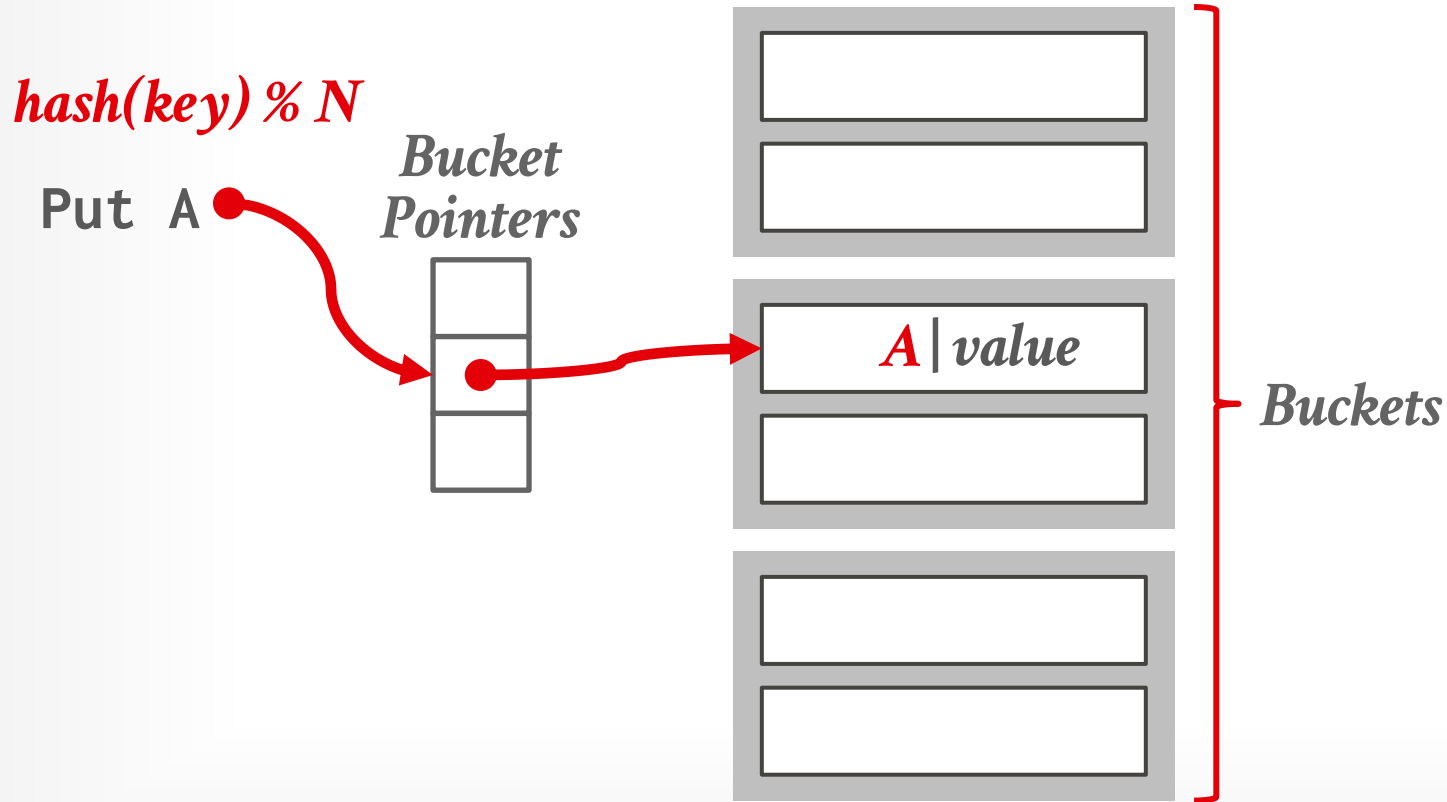 hash(key) % N
Put A
Bucket
Pointers
A|value
Buckets